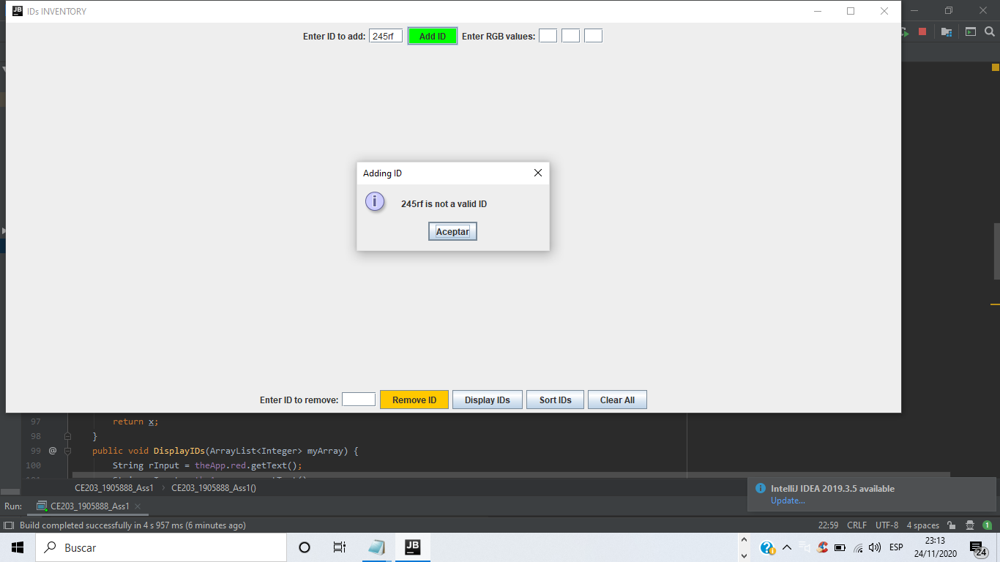 JB IDs INVENTORY
Enter ID to add: 245rf Add ID Enter RGB values:
Adding ID
i 245rf is not a valid ID
Aceptar
Enter ID to remove: Remove ID Display IDs Sort IDs Clear All
97 return x;
98 }
99 @ public void DisplayIDs(ArrayList<Integer> myArray) {
100 String rInput = theApp.red.getText();
CE203_1905888_Ass1 › CE203_1905888_Ass1()
IntelliJ IDEA 2019.3.5 available
Update...
Run: CE203_1905888_Ass1 ×
Build completed successfully in 4 s 957 ms (6 minutes ago) 22:59 CRLF UTF-8 4 spaces 1
Buscar JB ESP 23:13
24/11/2020 24